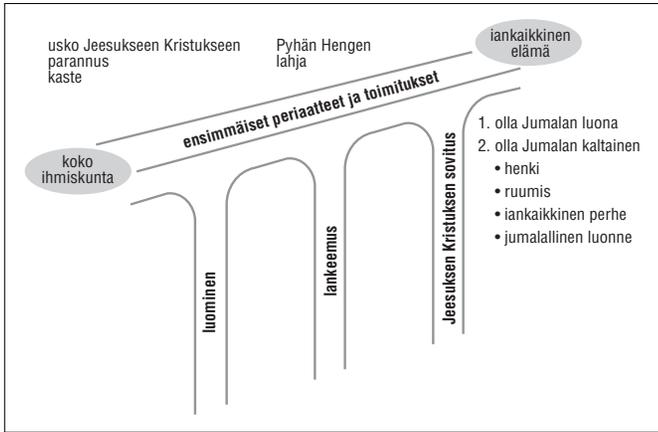 usko Jeesukseen Kristukseen
parannus
kaste
Pyhän Hengen
lahja
iankaikkinen
elämä
ensimmäiset periaatteet ja toimitukset
koko
ihmiskunta
luominen
lankeemus
Jeesuksen Kristuksen sovitus
1. olla Jumalan luona
2. olla Jumalan kaltainen
• henki
• ruumis
• iankaikkinen perhe
• jumalallinen luonne